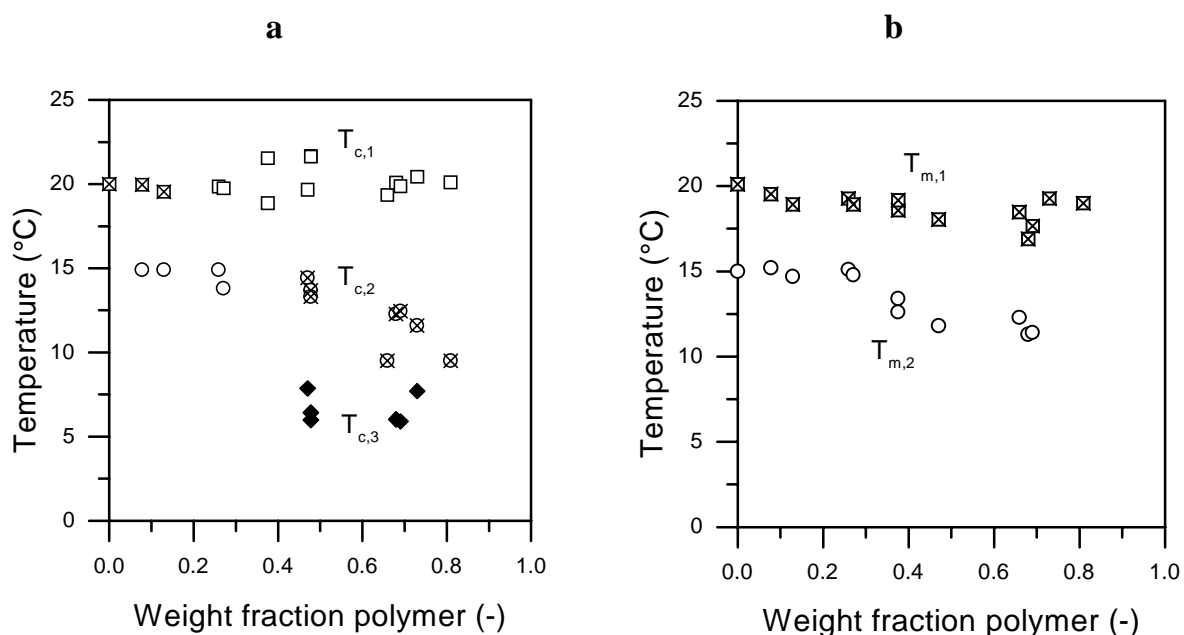 a
b
25
20
15
10
5
0
Temperature (°C)
T c,1
T c,2
T c,3
0.0 0.2 0.4 0.6 0.8 1.0
Weight fraction polymer (-)
25
20
15
10
5
0
Temperature (°C)
T m,1
T m,2
0.0 0.2 0.4 0.6 0.8 1.0
Weight fraction polymer (-)